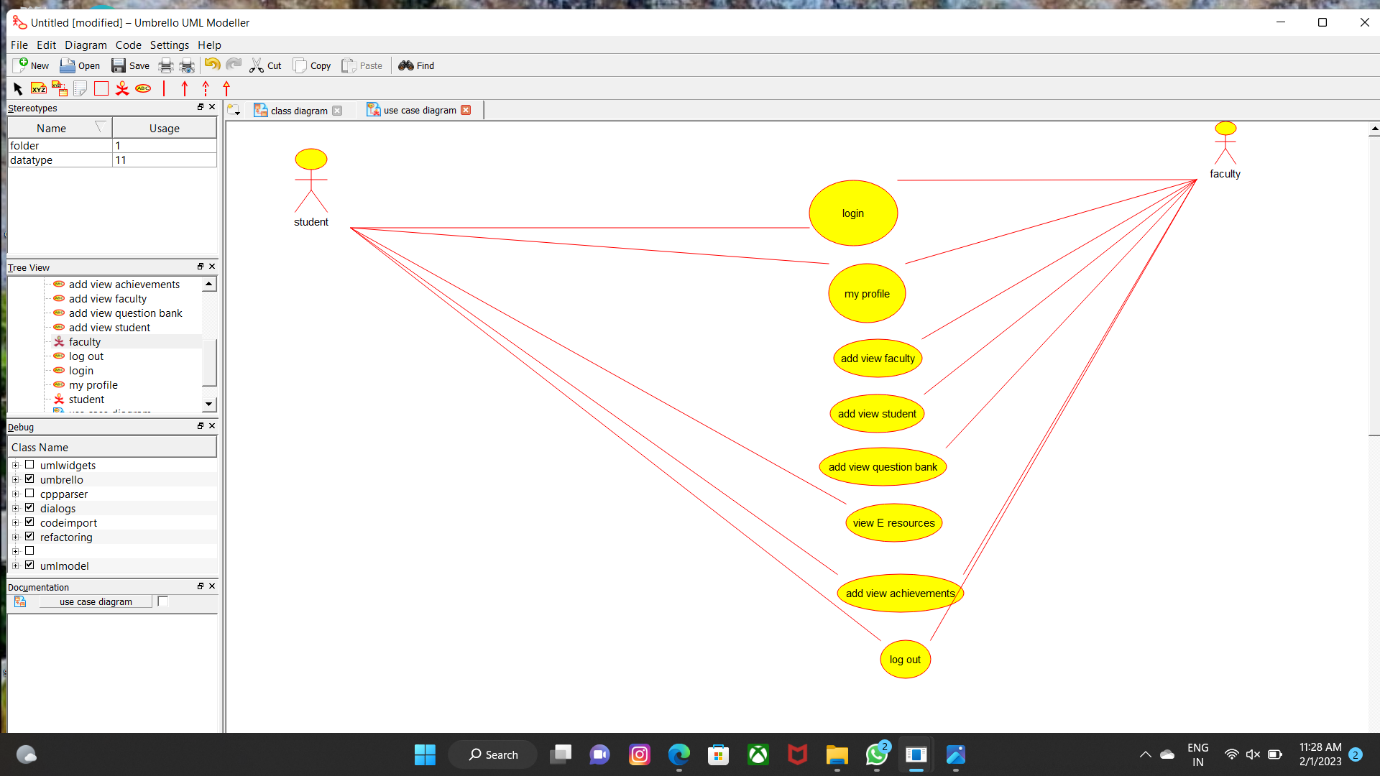 Untitled [modified] – Umbrello UML Modeller
File Edit Diagram Code Settings Help
New Open Save Cut Copy Paste Find
Stereotypes
class diagram
use case diagram
Name Usage
folder 1
datatype 11
Tree View
add view achievements
add view faculty
add view question bank
add view student
faculty
log out
login
my profile
student
Debug
Class Name
umlwidgets
umbrello
cppparser
dialogs
codeimport
refactoring
umlmodel
Documentation
use case diagram
student
faculty
login
my profile
add view faculty
add view student
add view question bank
view E resources
add view achievements
log out
Search
2
ENG
IN
11:28 AM
2/1/2023
2